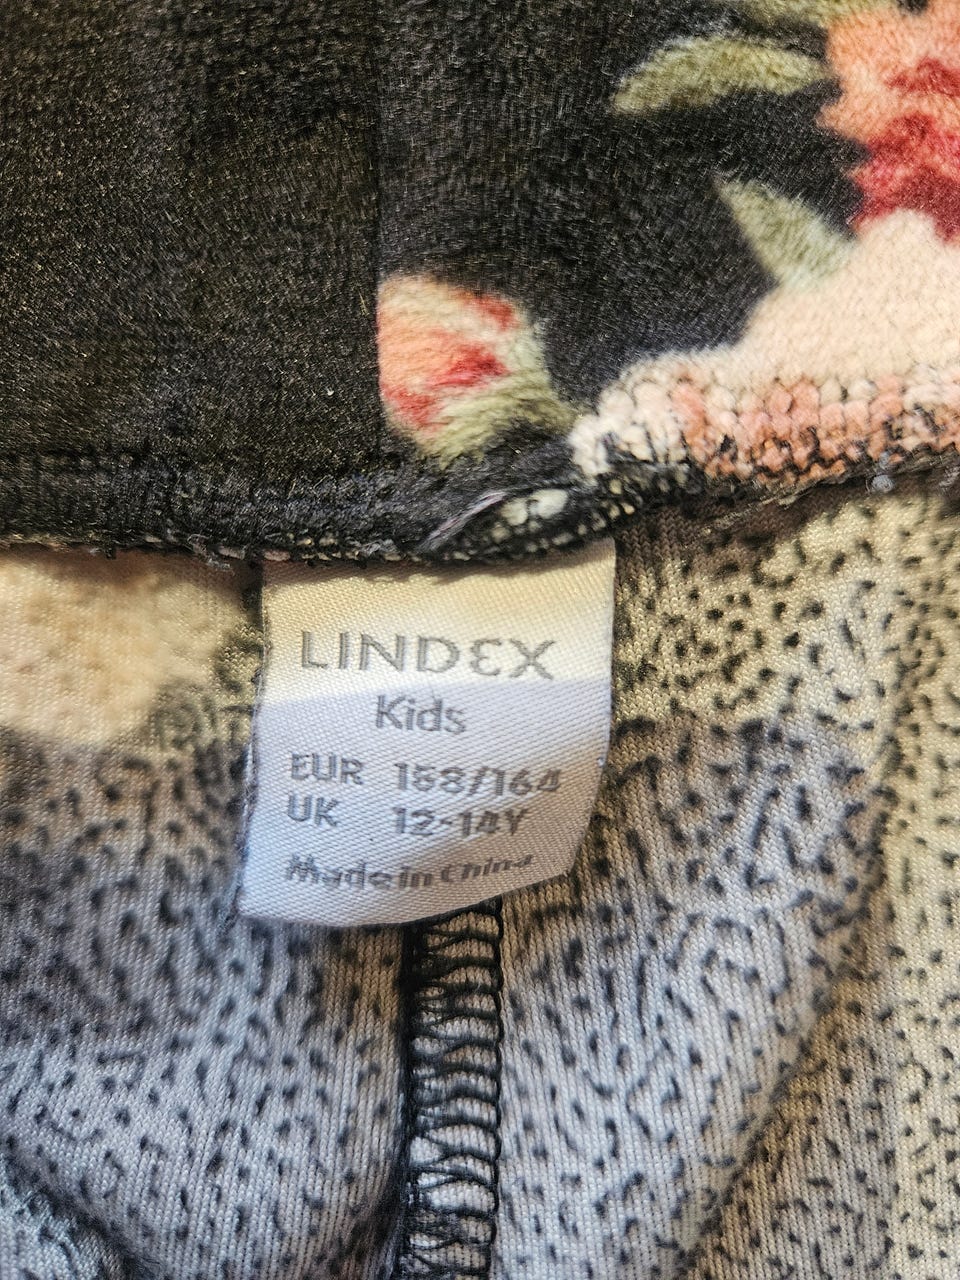 LINDEX
Kids
EUR 158/164
UK 12-14Y
Made in China